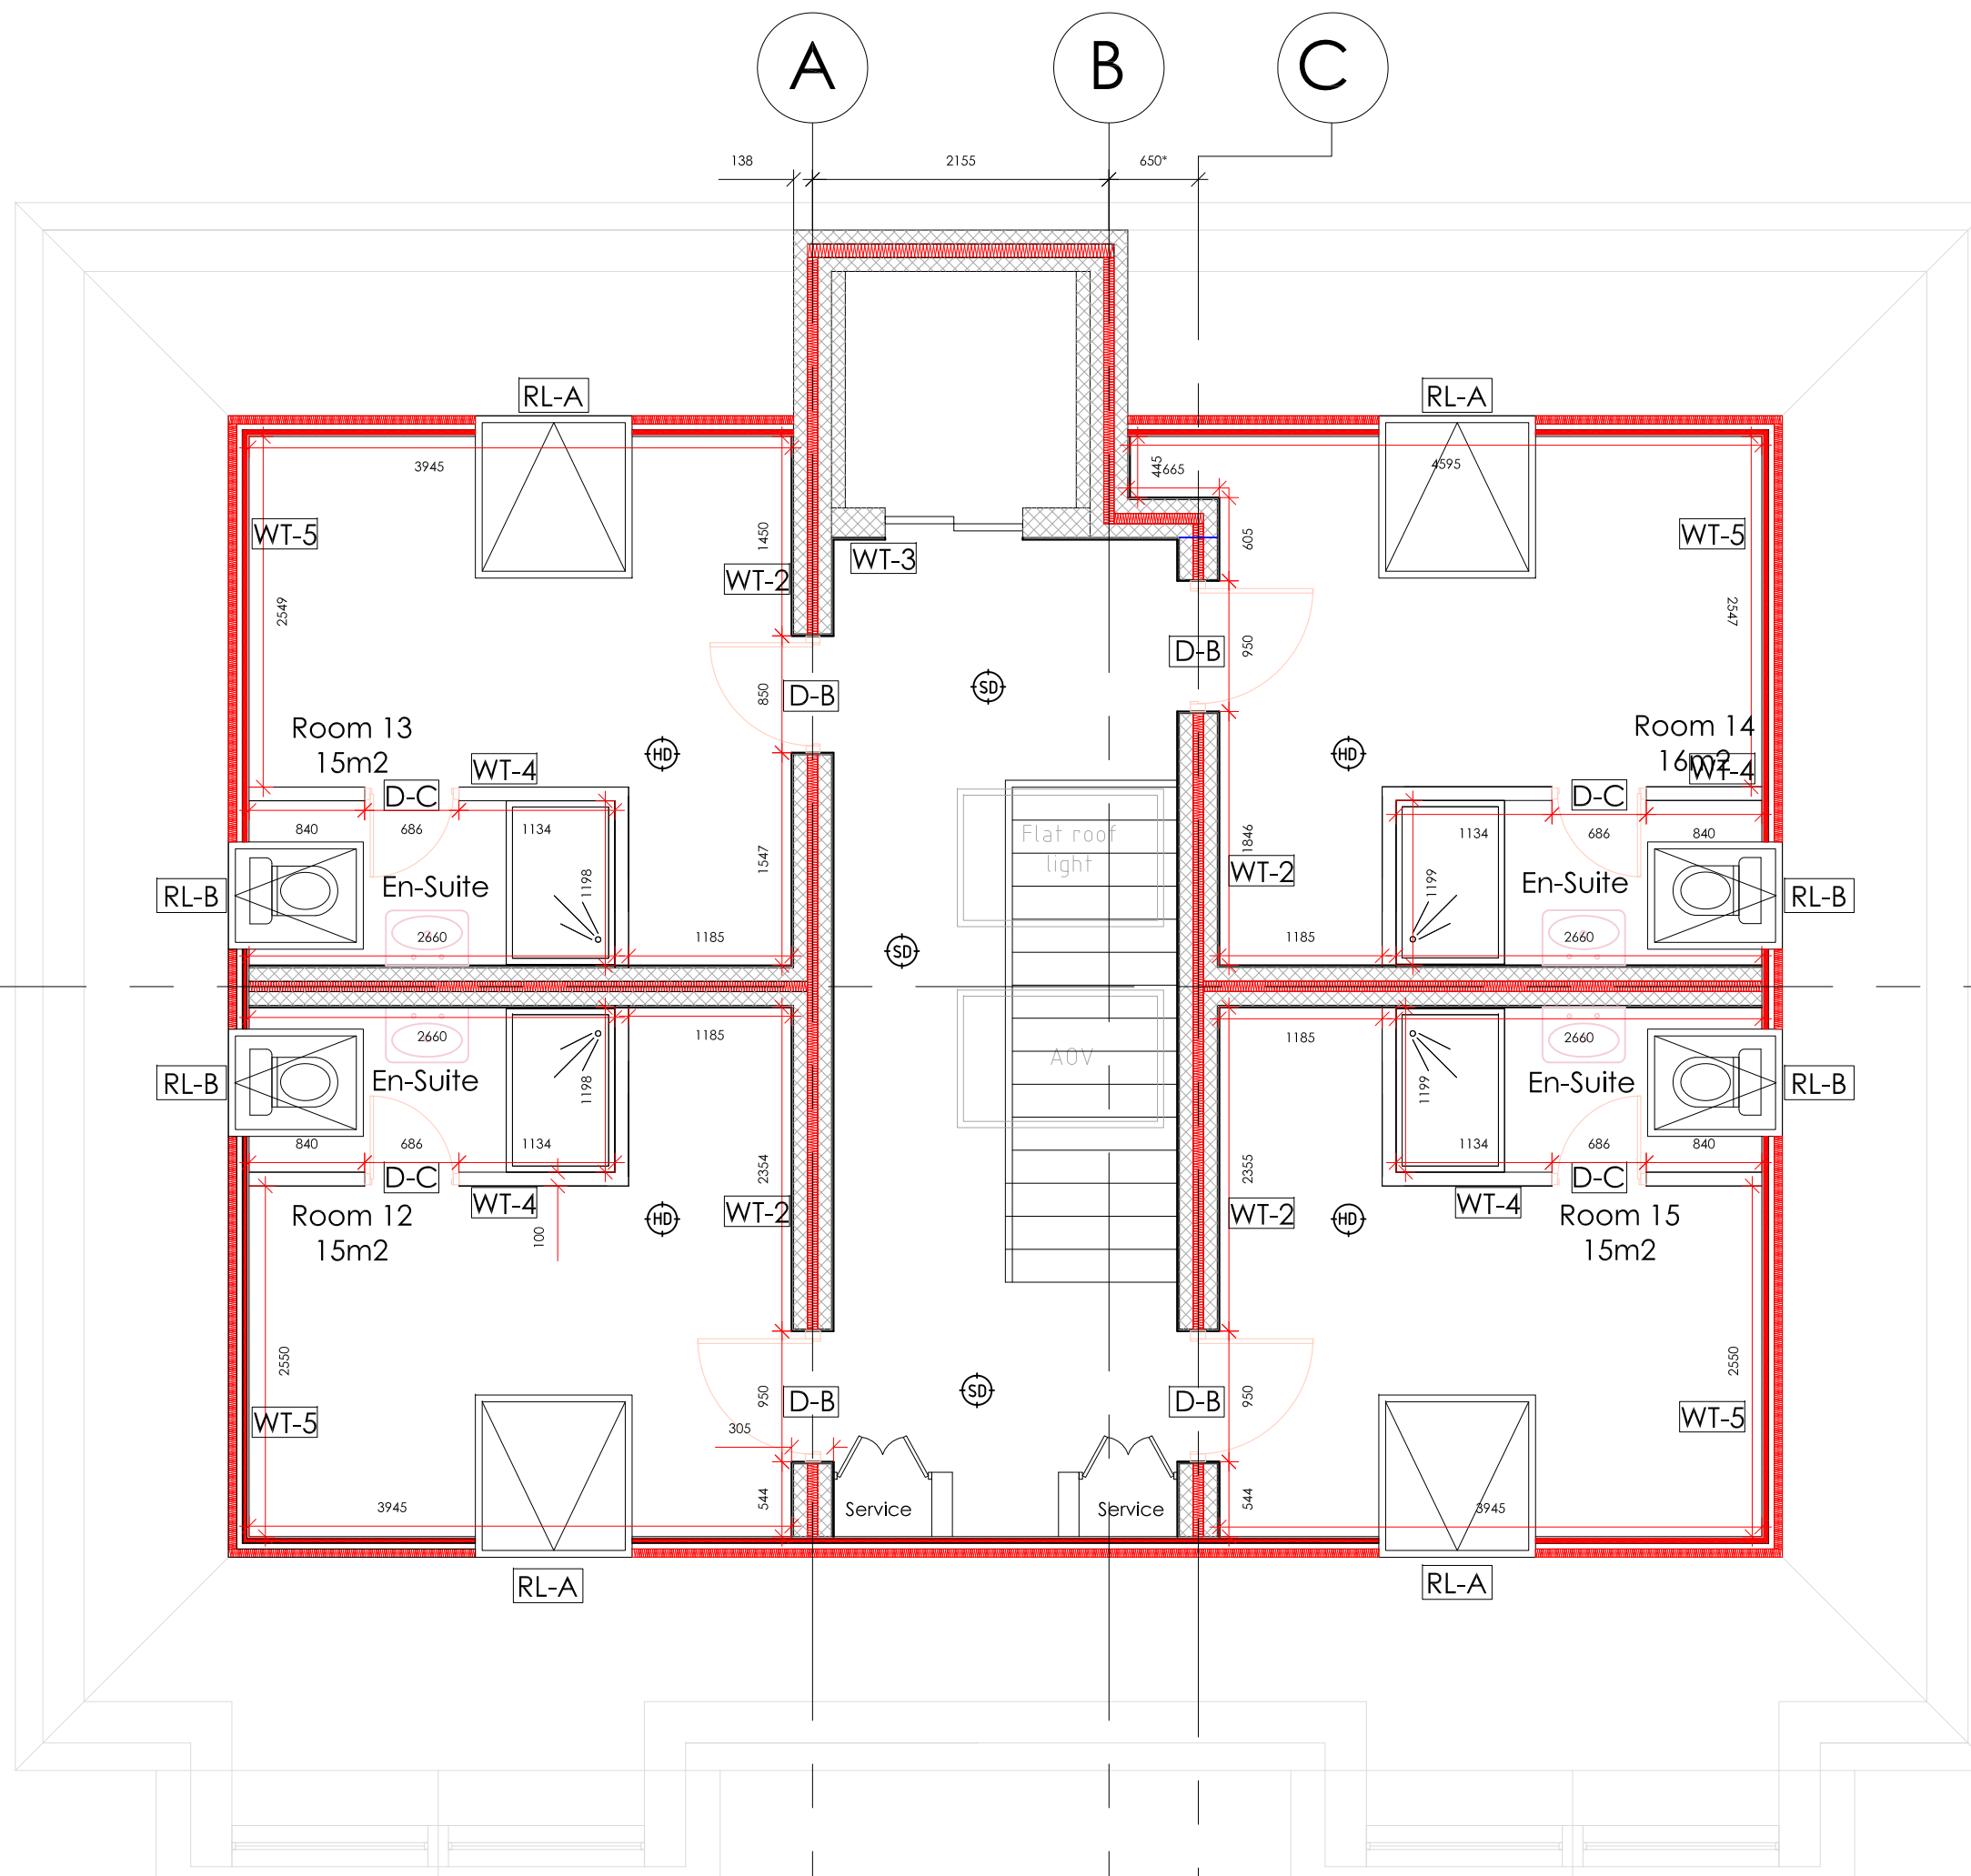 A
B
C
138
2155
650*
RL-A
RL-A
3945
445
665
4595
WT-5
1450
WT-3
605
WT-5
WT-2
2549
2547
950
D-B
SD
850
D-B
Room 13
15m2
HD
HD
Room 14
16m2
WT-4
WT-4
D-C
D-C
840
686
1134
Flat roof
light
1846
1134
686
840
1547
WT-2
RL-B
En-Suite
1198
1199
En-Suite
RL-B
2660
1185
SD
1185
2660
2660
1185
AOV
1185
2660
RL-B
En-Suite
1198
1199
En-Suite
RL-B
840
686
1134
1134
686
840
2354
2355
D-C
D-C
WT-4
WT-2
WT-2
WT-4
Room 12
15m2
HD
HD
Room 15
15m2
100
2550
2550
SD
950
D-B
D-B
950
WT-5
305
WT-5
3945
544
Service
Service
544
3945
RL-A
RL-A